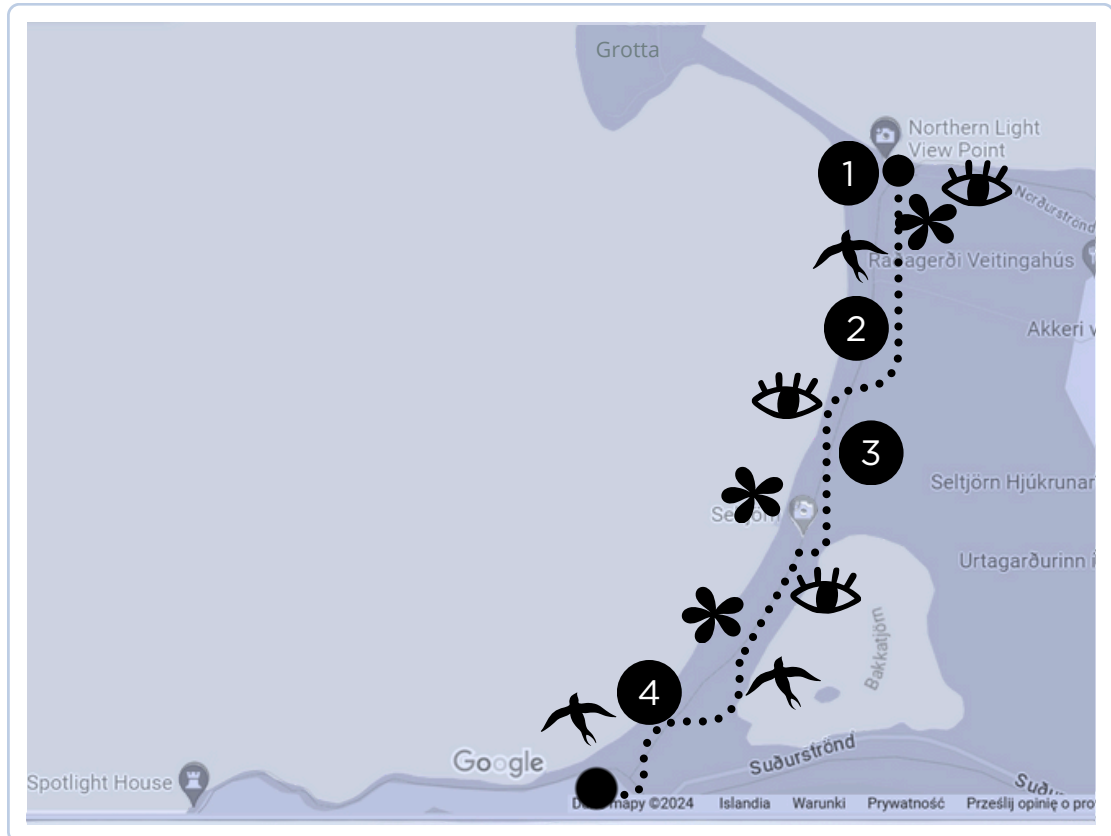 Grotta
Northern Light
View Point
1
Norðurströnd
Ráðagerði Veitingahús
2
Akkeri
3
Seltjörn Hjúkrunar
Seltjörn
Urtagarðurinn
Bakkatjörn
4
Suðurströnd
Google
Spotlight House
mapy ©2024 Islandia Warunki Prywatność Prześlij opinię o pro